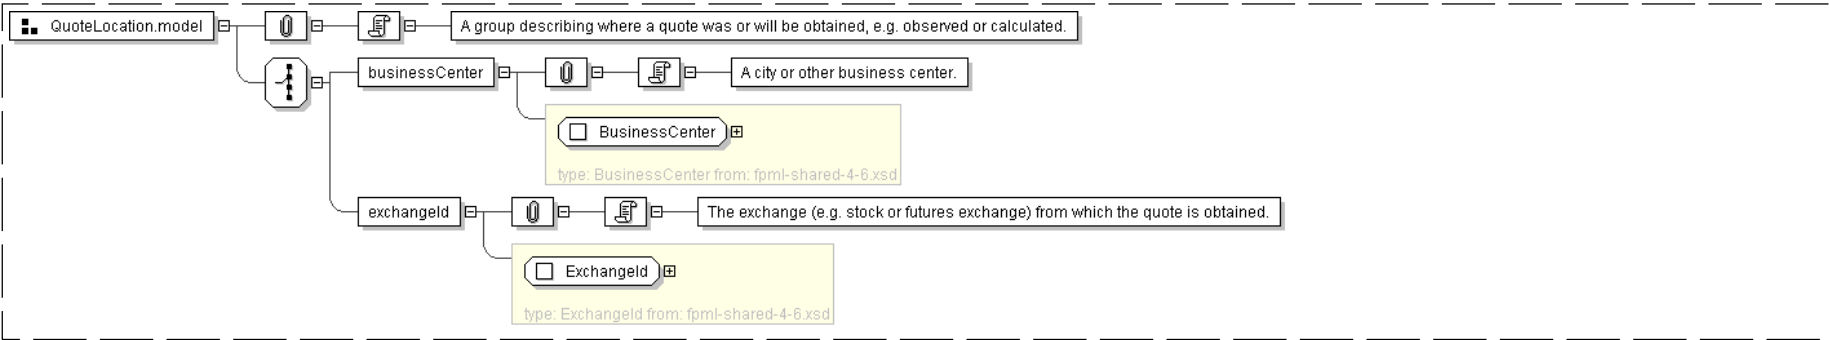 QuoteLocation.model
A group describing where a quote was or will be obtained, e.g. observed or calculated.
businessCenter
A city or other business center.
BusinessCenter
type: BusinessCenter from: fpml-shared-4-6.xsd
exchangeId
The exchange (e.g. stock or futures exchange) from which the quote is obtained.
ExchangeId
type: ExchangeId from: fpml-shared-4-6.xsd